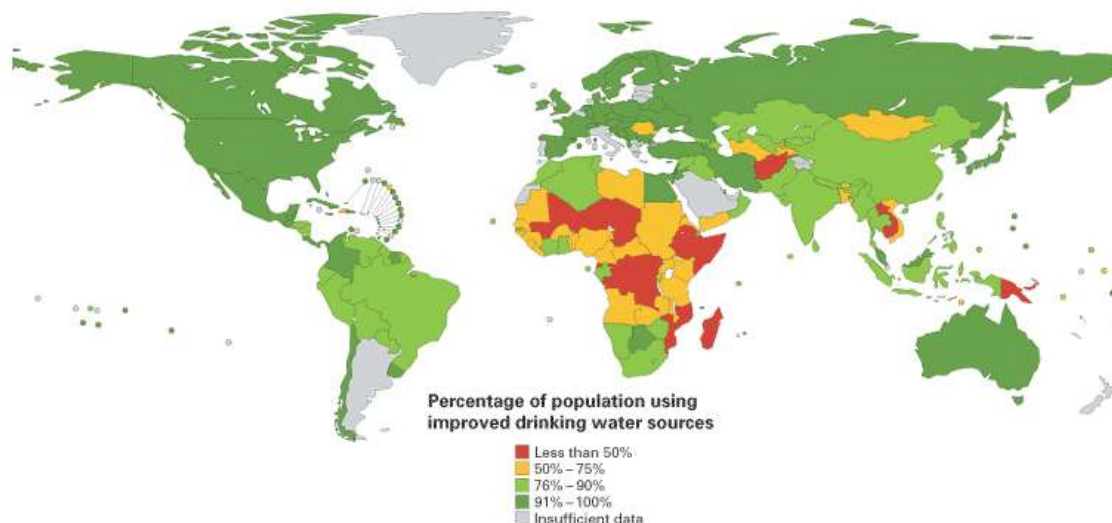 Percentage of population using
improved drinking water sources
Less than 50%
50% – 75%
76% – 90%
91% – 100%
Insufficient data